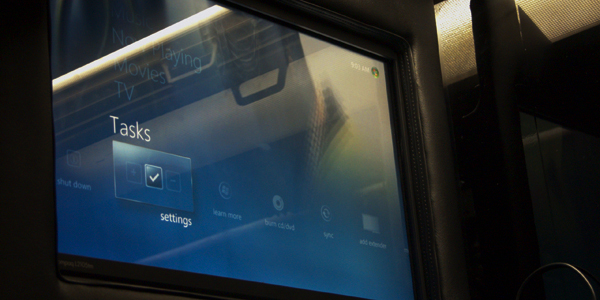 Now Playing
Movies
TV
Tasks
shut down
settings
learn more
burn cd/dvd
sync
add extender